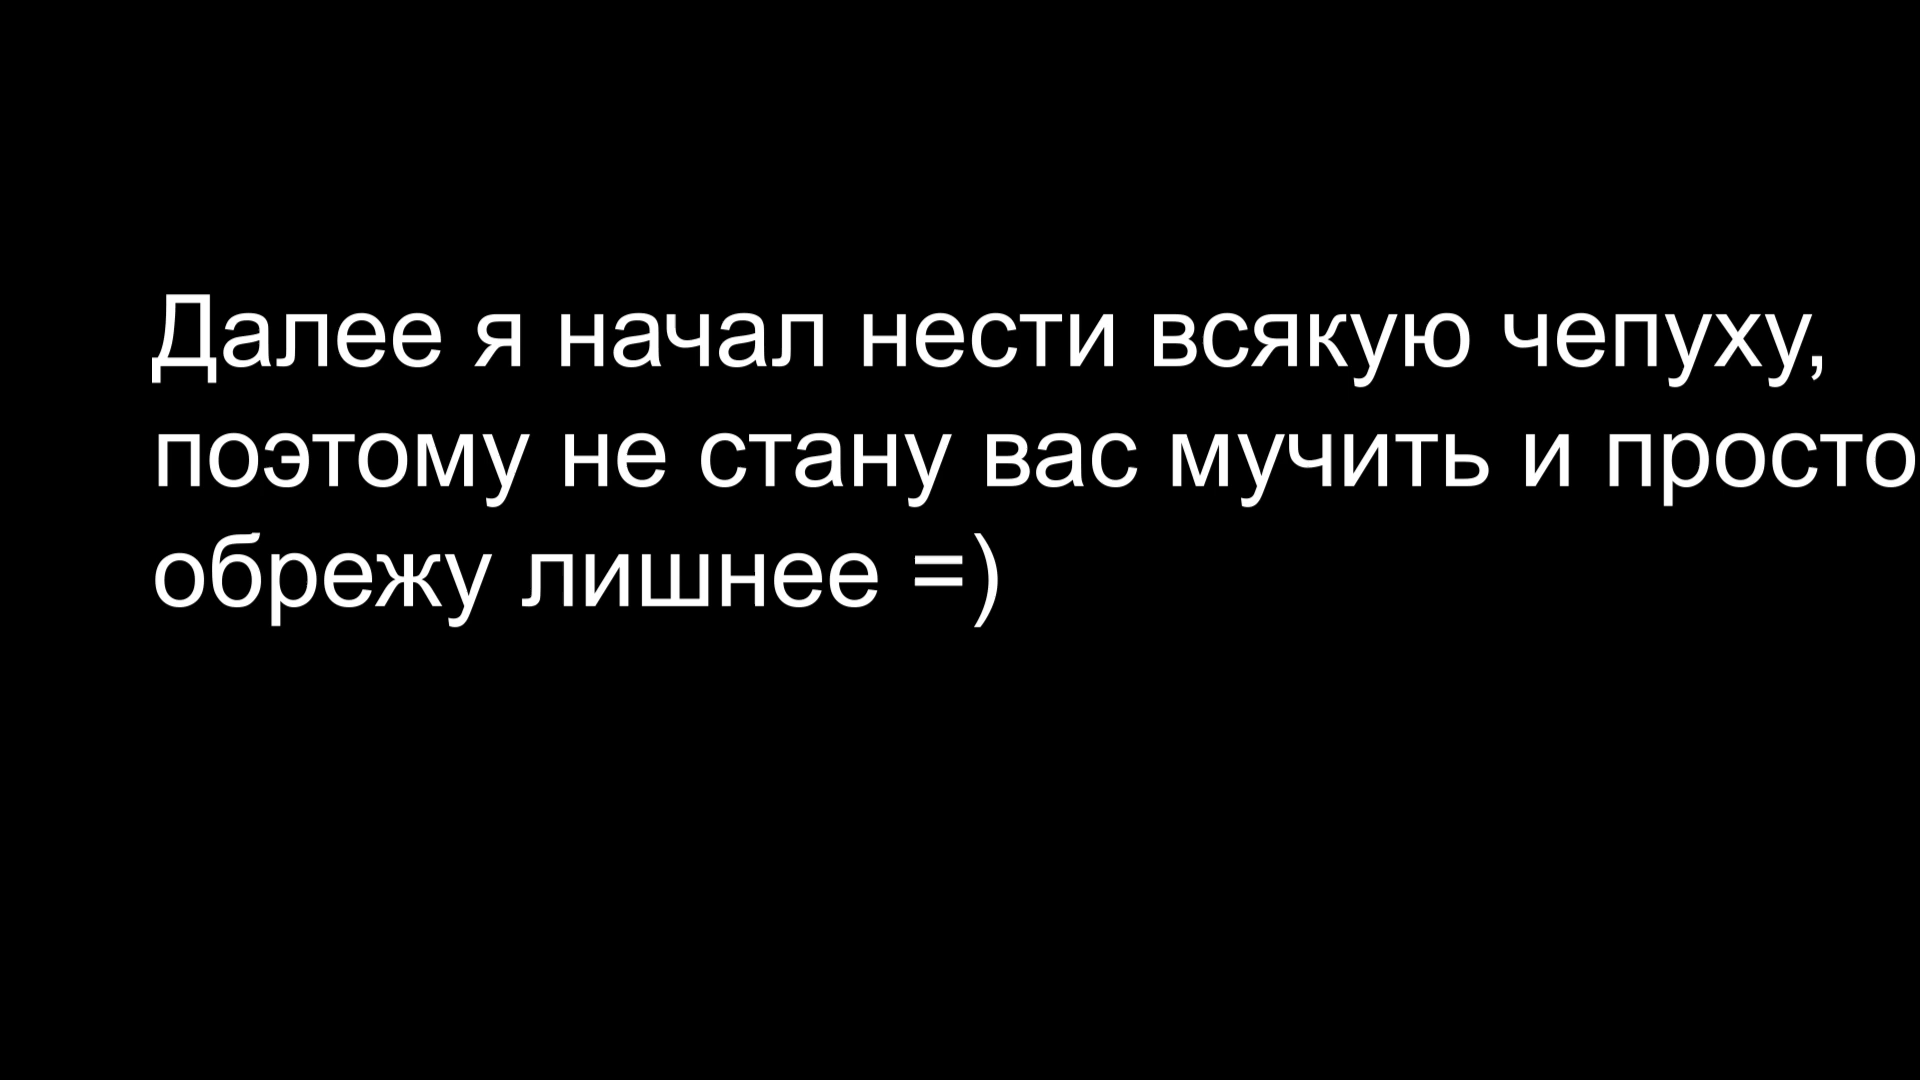 Далее я начал нести всякую чепуху,
поэтому не стану вас мучить и просто
обрежу лишнее =)